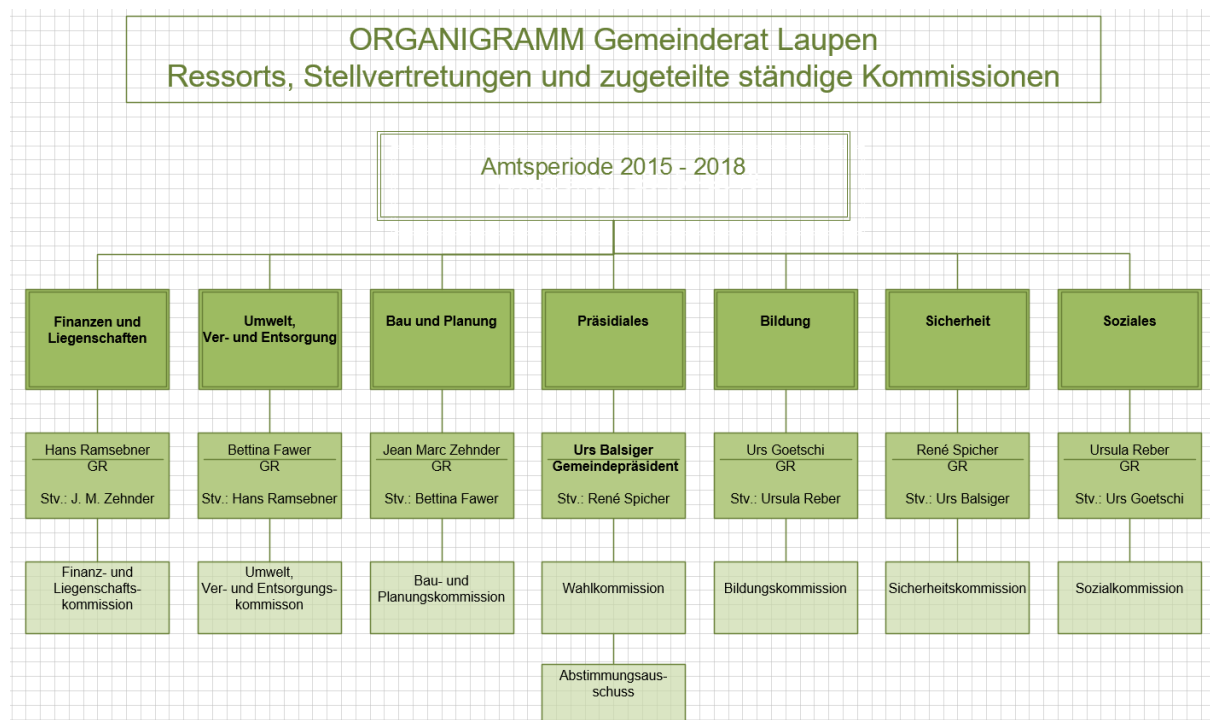 ORGANIGRAMM Gemeinderat Laupen
Ressorts, Stellvertretungen und zugeteilte ständige Kommissionen
Amtsperiode 2015 - 2018
Finanzen und
Liegenschaften
Umwelt,
Ver- und Entsorgung
Bau und Planung
Präsidiales
Bildung
Sicherheit
Soziales
Hans Ramsebner
GR
Stv.: J. M. Zehnder
Bettina Fawer
GR
Stv.: Hans Ramsebner
Jean Marc Zehnder
GR
Stv.: Bettina Fawer
Urs Balsiger
Gemeindepräsident
Stv.: René Spicher
Urs Goetschi
GR
Stv.: Ursula Reber
René Spicher
GR
Stv.: Urs Balsiger
Ursula Reber
GR
Stv.: Urs Goetschi
Finanz- und
Liegenschafts-
kommission
Umwelt,
Ver- und Entsorgungs-
kommisson
Bau- und
Planungskommission
Wahlkommission
Bildungskommission
Sicherheitskommission
Sozialkommission
Abstimmungsaus-
schuss